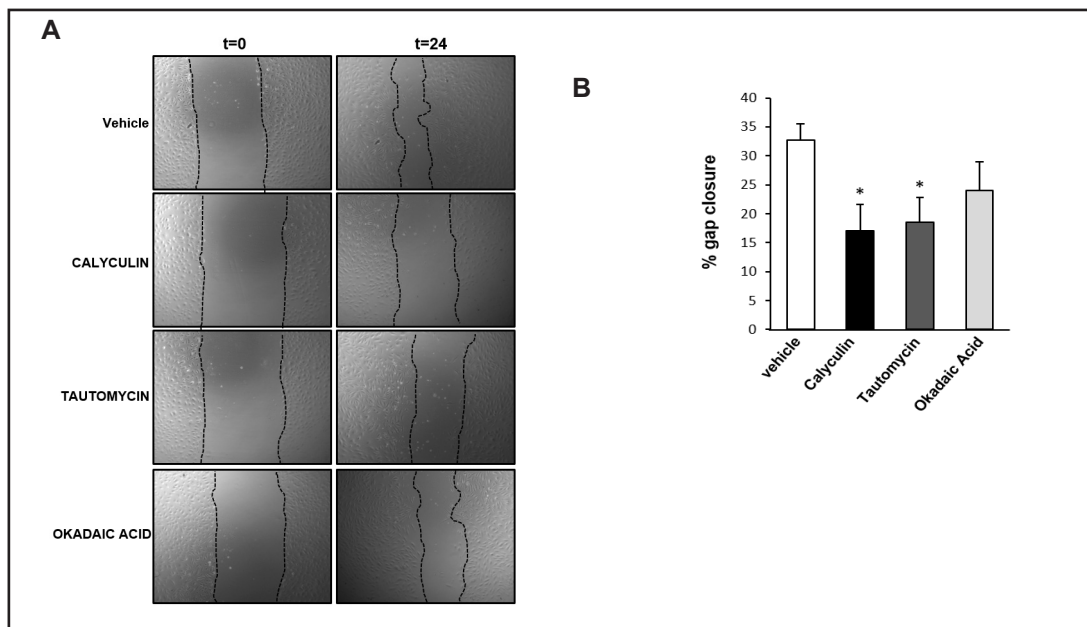 A
t=0
t=24
Vehicle
CALYCULIN
TAUTOMYCIN
OKADAIC ACID
B
% gap closure
40
35
30
25
20
15
10
5
0
*
*
vehicle
Calyculin
Tautomycin
Okadaic Acid